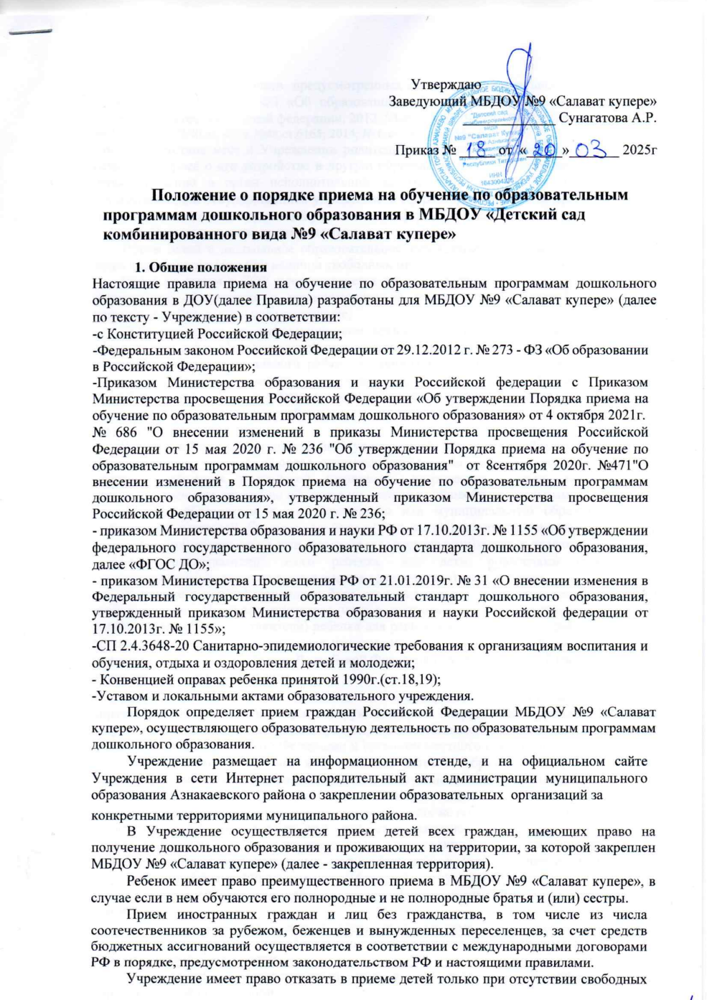 Утверждаю
Заведующий МБДОУ №9 «Салават купере»
Сунагатова А.Р.
Приказ № 18 от « 20 » 03 2025г
"Детский сад
комбинированного
вида
№9 "Салават Купере"
Республики Татарстан
ИНН
Положение о порядке приема на обучение по образовательным
программам дошкольного образования в МБДОУ «Детский сад
комбинированного вида №9 «Салават купере»
1. Общие положения
Настоящие правила приема на обучение по образовательным программам дошкольного
образования в ДОУ(далее Правила) разработаны для МБДОУ №9 «Салават купере» (далее
по тексту - Учреждение) в соответствии:
-с Конституцией Российской Федерации;
-Федеральным законом Российской Федерации от 29.12.2012 г. № 273 - ФЗ «Об образовании
в Российской Федерации»;
-Приказом Министерства образования и науки Российской федерации с Приказом
Министерства просвещения Российской Федерации «Об утверждении Порядка приема на
обучение по образовательным программам дошкольного образования» от 4 октября 2021г.
№ 686 "О внесении изменений в приказы Министерства просвещения Российской
Федерации от 15 мая 2020 г. № 236 "Об утверждении Порядка приема на обучение по
образовательным программам дошкольного образования" от 8сентября 2020г. №471"О
внесении изменений в Порядок приема на обучение по образовательным программам
дошкольного образования», утвержденный приказом Министерства просвещения
Российской Федерации от 15 мая 2020 г. № 236;
- приказом Министерства образования и науки РФ от 17.10.2013г. № 1155 «Об утверждении
федерального государственного образовательного стандарта дошкольного образования,
далее «ФГОС ДО»;
- приказом Министерства Просвещения РФ от 21.01.2019г. № 31 «О внесении изменения в
Федеральный государственный образовательный стандарт дошкольного образования,
утвержденный приказом Министерства образования и науки Российской федерации от
17.10.2013г. № 1155»;
-СП 2.4.3648-20 Санитарно-эпидемиологические требования к организациям воспитания и
обучения, отдыха и оздоровления детей и молодежи;
- Конвенцией оправах ребенка принятой 1990г.(ст.18,19);
-Уставом и локальными актами образовательного учреждения.
Порядок определяет прием граждан Российской Федерации МБДОУ №9 «Салават
купере», осуществляющего образовательную деятельность по образовательным программам
дошкольного образования.
Учреждение размещает на информационном стенде, и на официальном сайте
Учреждения в сети Интернет распорядительный акт администрации муниципального
образования Азнакаевского района о закреплении образовательных организаций за
конкретными территориями муниципального района.
В Учреждение осуществляется прием детей всех граждан, имеющих право на
получение дошкольного образования и проживающих на территории, за которой закреплен
МБДОУ №9 «Салават купере» (далее - закрепленная территория).
Ребенок имеет право преимущественного приема в МБДОУ №9 «Салават купере», в
случае если в нем обучаются его полнородные и не полнородные братья и (или) сестры.
Прием иностранных граждан и лиц без гражданства, в том числе из числа
соотечественников за рубежом, беженцев и вынужденных переселенцев, за счет средств
бюджетных ассигнований осуществляется в соответствии с международными договорами
РФ в порядке, предусмотренном законодательством РФ и настоящими правилами.
Учреждение имеет право отказать в приеме детей только при отсутствии свободных